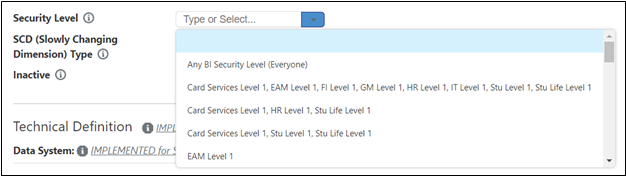 Security Level
Type or Select...
SCD (Slowly Changing
Dimension) Type
Inactive
Any BI Security Level (Everyone)
Card Services Level 1, EAM Level 1, FI Level 1, GM Level 1, HR Level 1, IT Level 1, Stu Level 1, Stu Life Level 1
Card Services Level 1, HR Level 1, Stu Life Level 1
Card Services Level 1, Stu Level 1, Stu Life Level 1
EAM Level 1
Technical Definition
Data System: IMPLEMENTED for